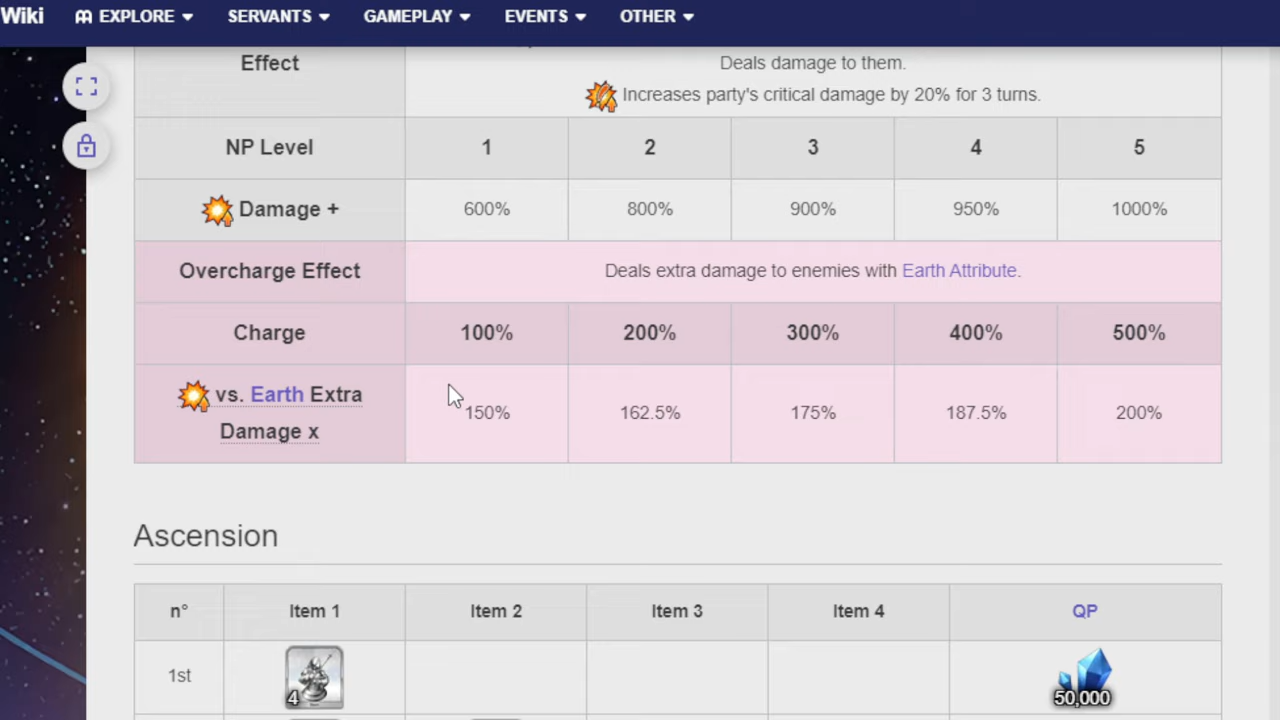 Wiki EXPLORE SERVANTS GAMEPLAY EVENTS OTHER
Effect
Deals damage to them.
Increases party's critical damage by 20% for 3 turns.
NP Level 1 2 3 4 5
Damage + 600% 800% 900% 950% 1000%
Overcharge Effect Deals extra damage to enemies with Earth Attribute.
Charge 100% 200% 300% 400% 500%
vs. Earth Extra
Damage x 150% 162.5% 175% 187.5% 200%
Ascension
n° Item 1 Item 2 Item 3 Item 4 QP
1st 4 50,000